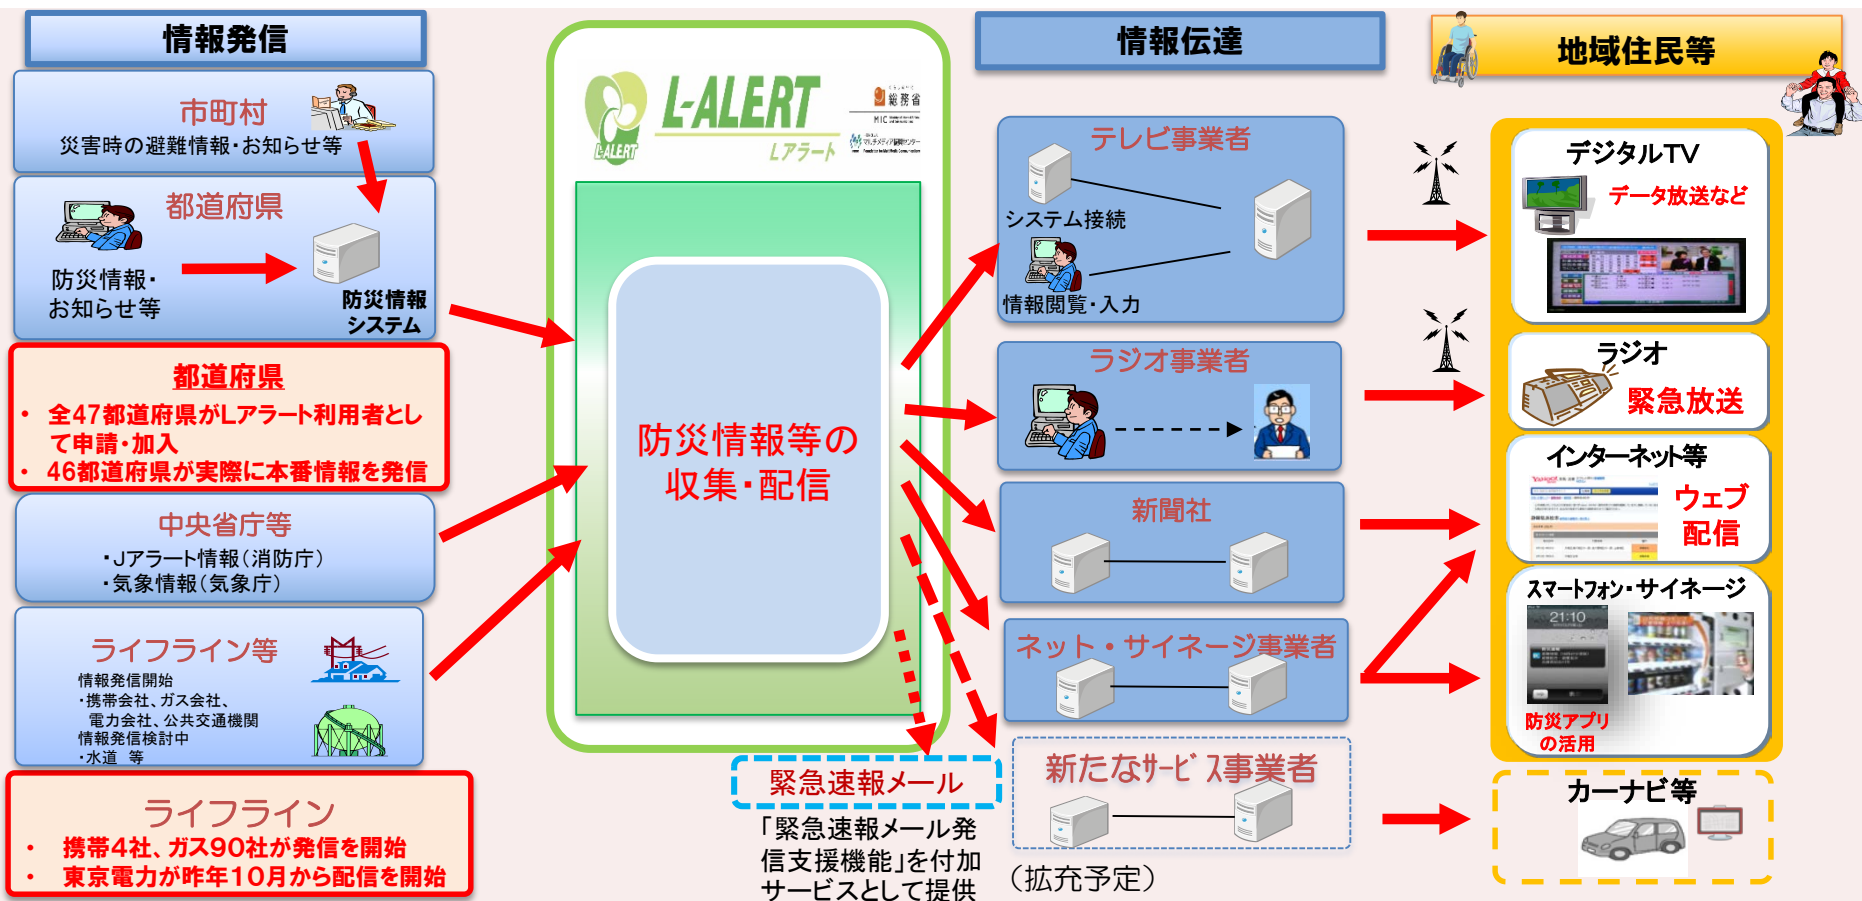 情報発信
市町村
災害時の避難情報・お知らせ等
都道府県
防災情報・
お知らせ等
防災情報
システム
都道府県
・ 全47都道府県がLアラート利用者とし
て申請・加入
・ 46都道府県が実際に本番情報を発信
中央省庁等
・Jアラート情報(消防庁)
・気象情報(気象庁)
ライフライン等
情報発信開始
・携帯会社、ガス会社、
電力会社、公共交通機関
情報発信検討中
・水道 等
ライフライン
・ 携帯4社、ガス90社が発信を開始
・ 東京電力が昨年10月から配信を開始
L-ALERT
L-ALERT
Lアラート
総務省
MIC
防災情報等の
収集・配信
緊急速報メール
「緊急速報メール発
信支援機能」を付加
サービスとして提供
情報伝達
テレビ事業者
システム接続
情報閲覧・入力
ラジオ事業者
新聞社
ネット・サイネージ事業者
新たなサービス事業者
(拡充予定)
地域住民等
デジタルTV
データ放送など
ラジオ
緊急放送
インターネット等
ウェブ
配信
スマートフォン・サイネージ
21:10
防災アプリ
の活用
カーナビ等